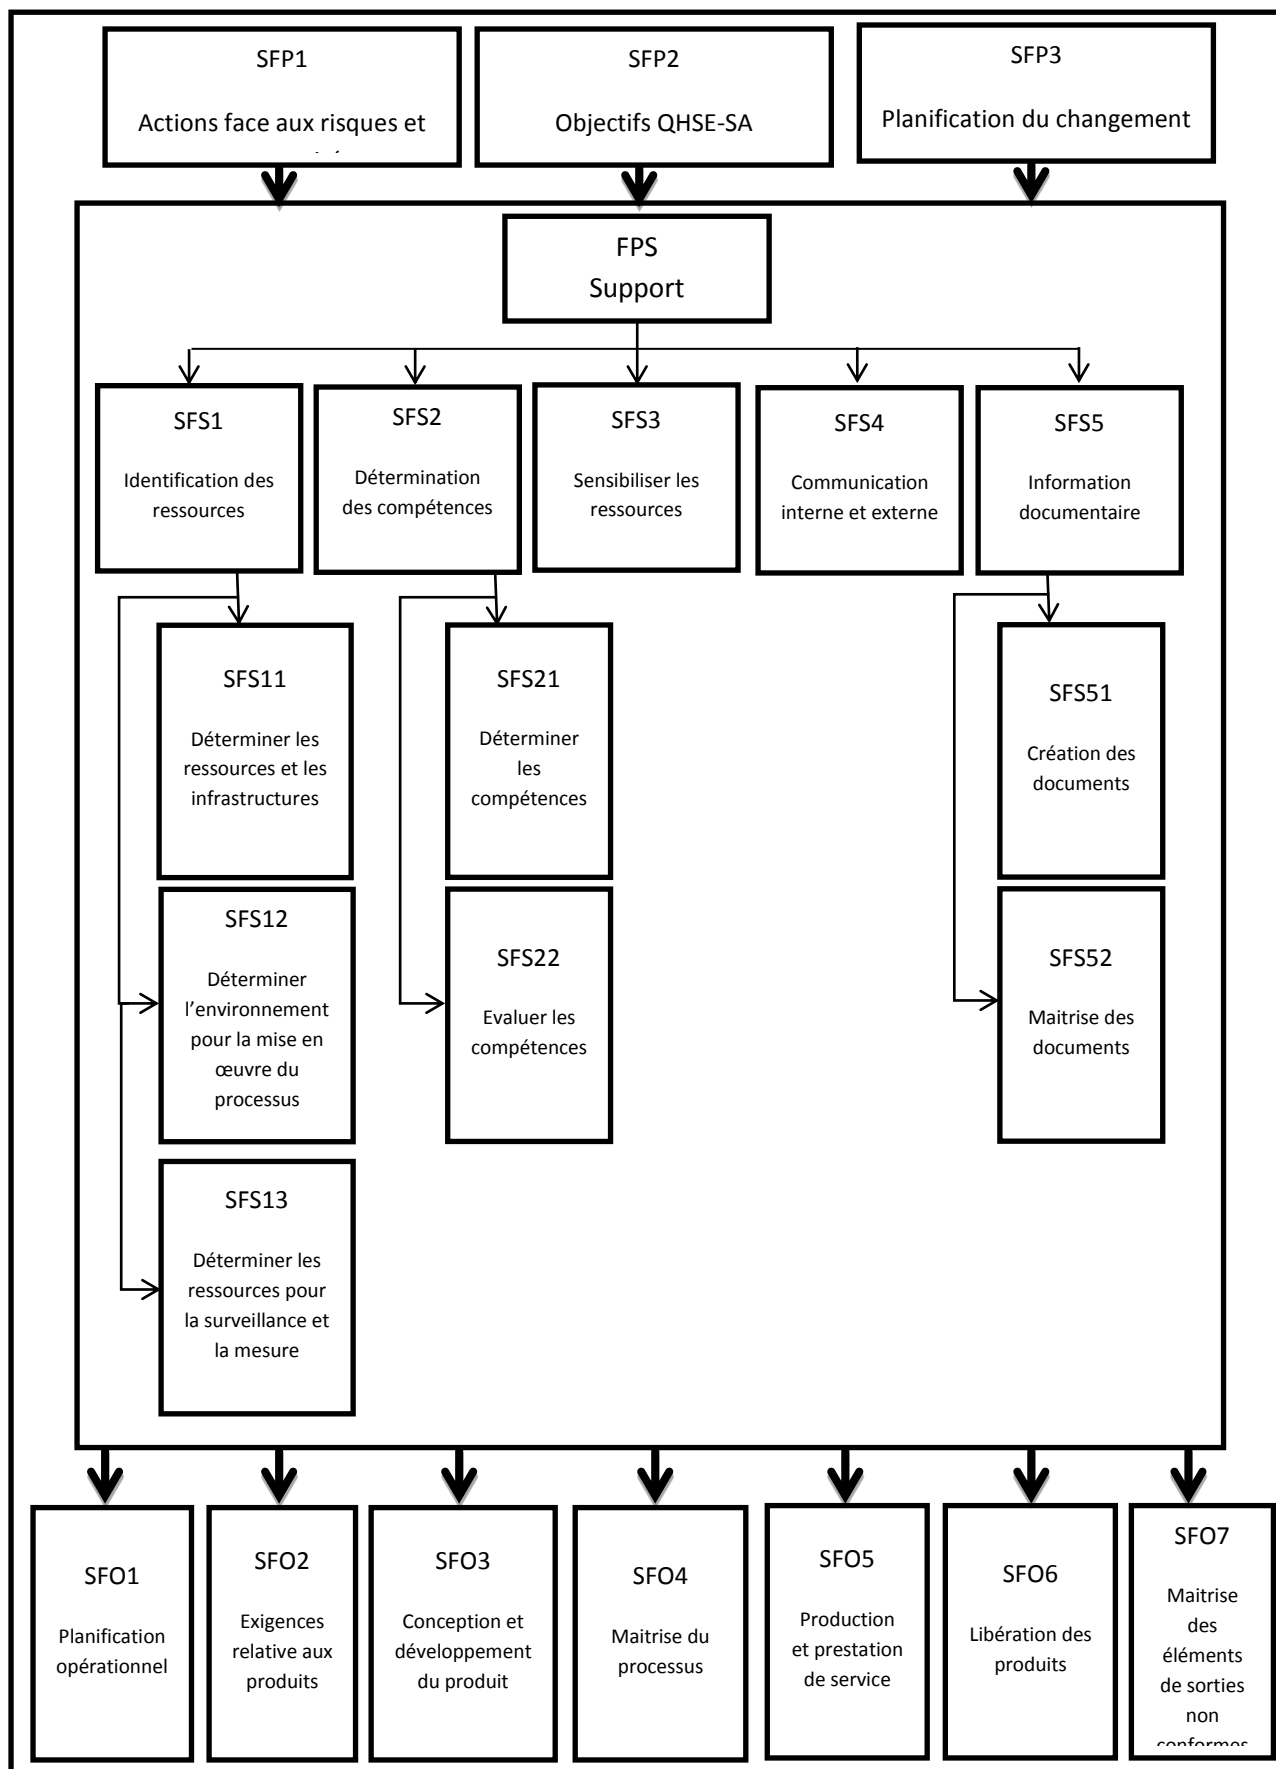 SFP1
Actions face aux risques et
SFP2
Objectifs QHSE-SA
SFP3
Planification du changement
FPS
Support
SFS1
Identification des
ressources
SFS2
Détermination
des compétences
SFS3
Sensibiliser les
ressources
SFS4
Communication
interne et externe
SFS5
Information
documentaire
SFS11
Déterminer les
ressources et les
infrastructures
SFS21
Déterminer
les
compétences
SFS51
Création des
documents
SFS12
Déterminer
l’environnement
pour la mise en
œuvre du
processus
SFS22
Evaluer les
compétences
SFS52
Maitrise des
documents
SFS13
Déterminer les
ressources pour
la surveillance et
la mesure
SFO1
Planification
opérationnel
SFO2
Exigences
relative aux
produits
SFO3
Conception et
développement
du produit
SFO4
Maitrise du
processus
SFO5
Production
et prestation
de service
SFO6
Libération des
produits
SFO7
Maitrise
des
éléments
de sorties
non
conformes